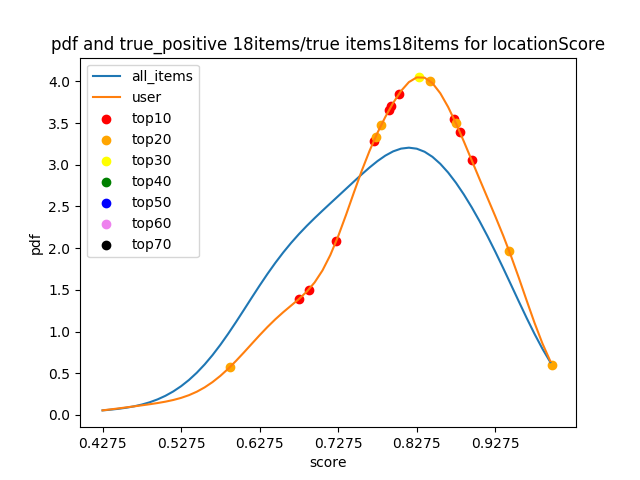 pdf and true_positive 18items/true items18items for locationScore
all_items
user
top10
top20
top30
top40
top50
top60
top70
pdf
4.0
3.5
3.0
2.5
2.0
1.5
1.0
0.5
0.0
0.4275 0.5275 0.6275 0.7275 0.8275 0.9275
score